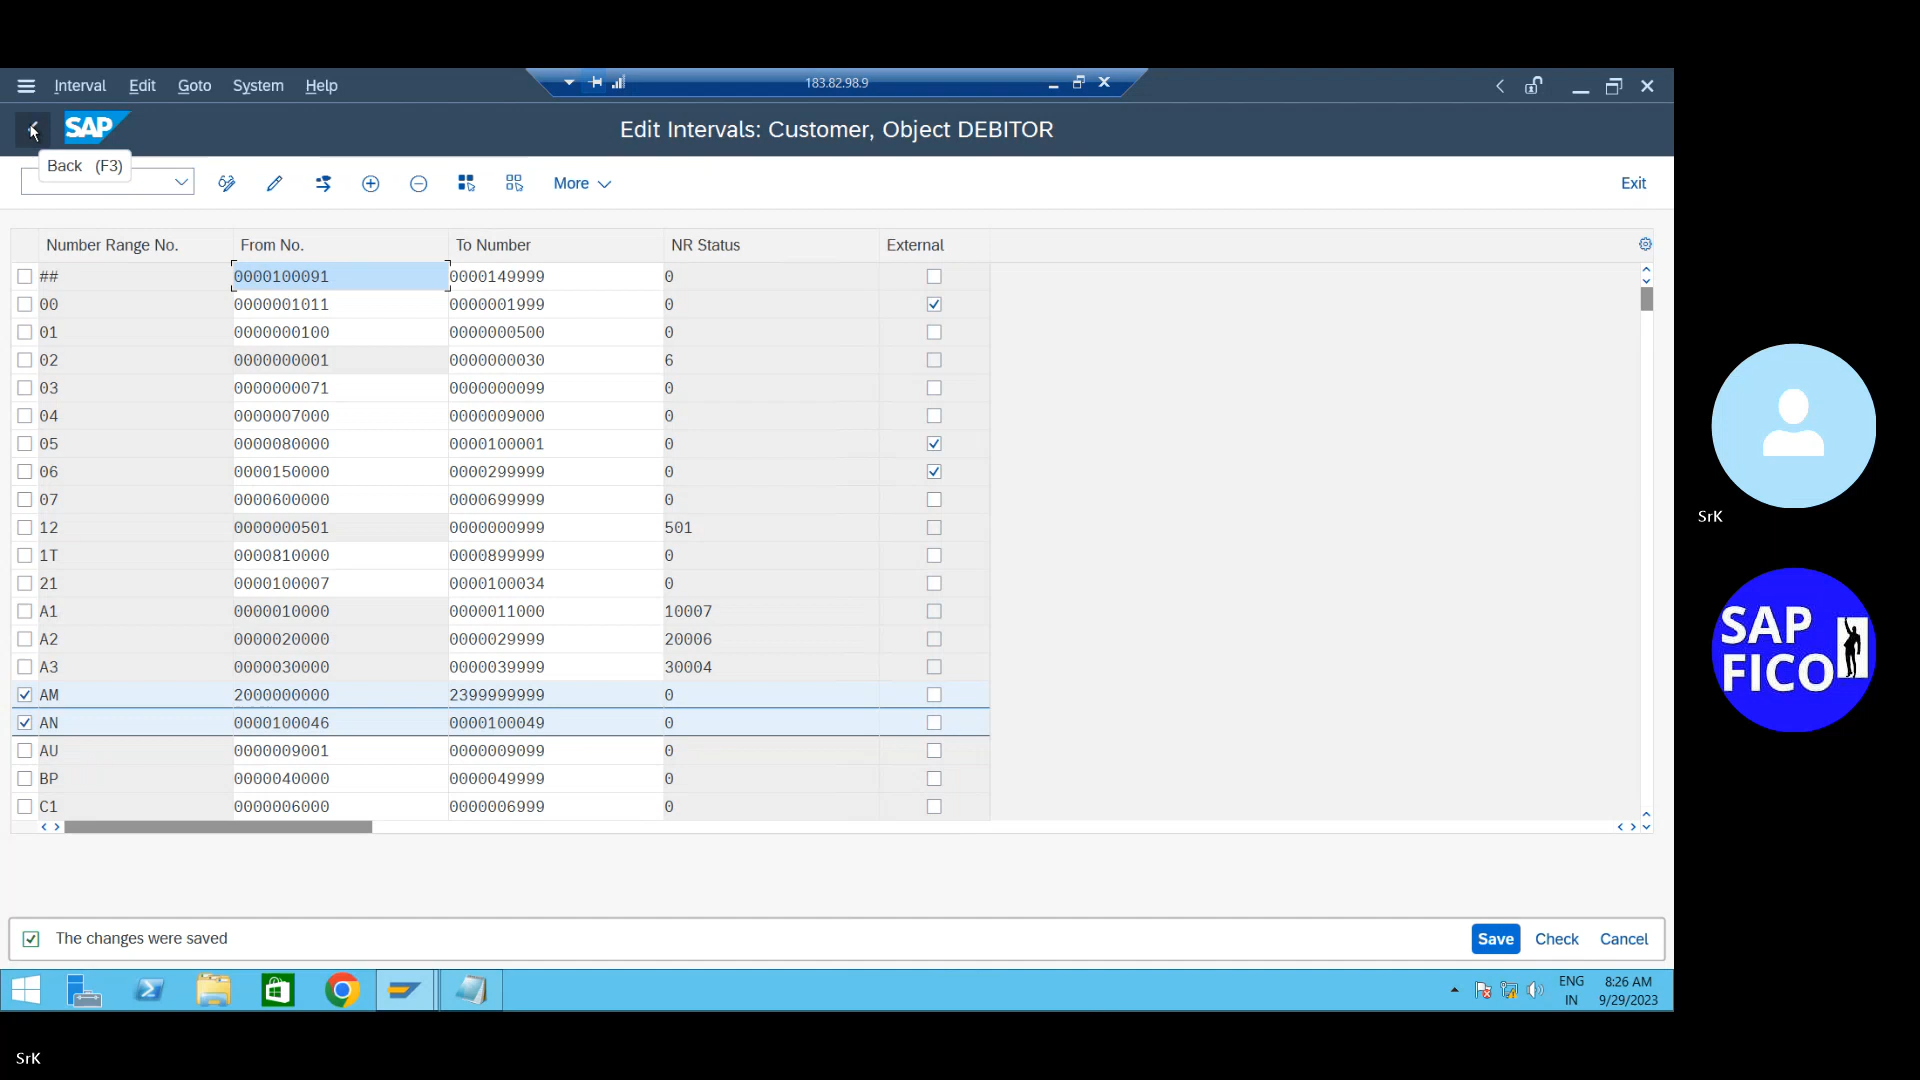 Interval Edit Goto System Help
183.82.98.9
SAP
Edit Intervals: Customer, Object DEBITOR
Back (F3)
More
Exit
Number Range No. From No. To Number NR Status External
## 0000100091 0000149999 0
00 0000001011 0000001999 0
01 0000000100 0000000500 0
02 0000000001 0000000030 6
03 0000000071 0000000099 0
04 0000007000 0000009000 0
05 0000080000 0000100001 0
06 0000150000 0000299999 0
07 0000600000 0000699999 0
12 0000000501 0000000999 501
1T 0000810000 0000899999 0
21 0000100007 0000100034 0
A1 0000010000 0000011000 10007
A2 0000020000 0000029999 20006
A3 0000030000 0000039999 30004
AM 2000000000 2399999999 0
AN 0000100046 0000100049 0
AU 0000009001 0000009099 0
BP 0000040000 0000049999 0
C1 0000006000 0000006999 0
The changes were saved
Save Check Cancel
ENG
IN
8:26 AM
9/29/2023
SrK
SAP
FICO
SrK